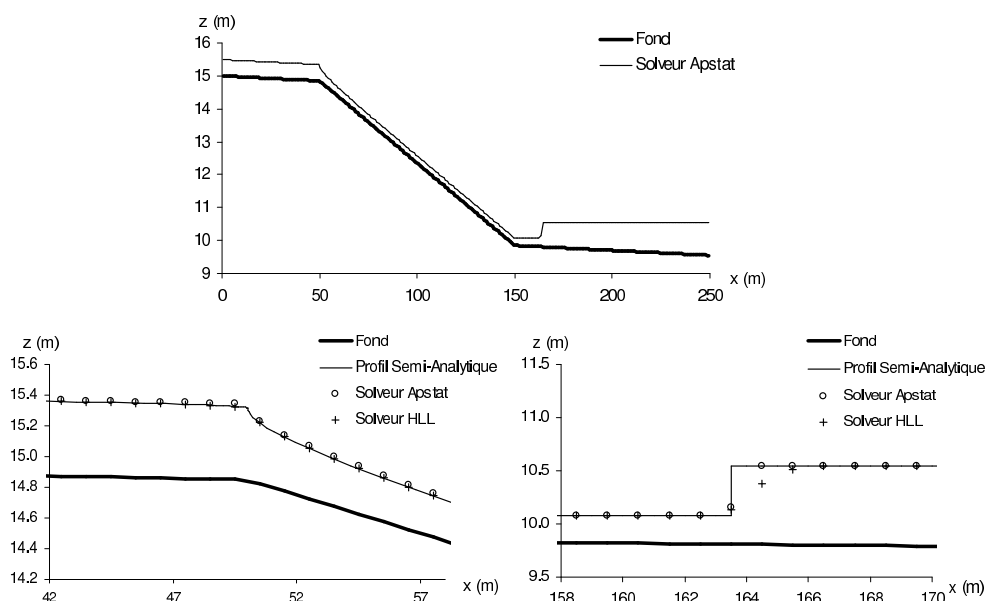 z (m)
16
15
14
13
12
11
10
9
0
50
100
150
200
250
x (m)
Fond
Solveur Apstat
z (m)
15.6
15.4
15.2
15.0
14.8
14.6
14.4
14.2
42
47
52
57
x (m)
Fond
Profil Semi-Analytique
Solveur Apstat
Solveur HLL
z (m)
11.5
11.0
10.5
10.0
9.5
158
160
162
164
166
168
170
x (m)
Fond
Profil Semi-Analytique
Solveur Apstat
Solveur HLL